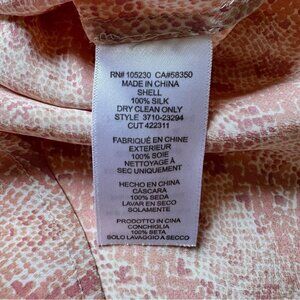 RN# 105230 CA#58350
MADE IN CHINA
SHELL
100% SILK
DRY CLEAN ONLY
STYLE 3710-23294
CUT 422311
FABRIQUÉ EN CHINE
EXTERIEUR
100% SOIE
NETTOYAGE À
SEC UNIQUEMENT
HECHO EN CHINA
CÁSCARA
100% SEDA
LAVAR EN SECO
SOLAMENTE
PRODOTTO IN CINA
CONCHIGLIA
100% SETA
SOLO LAVAGGIO A SECCO